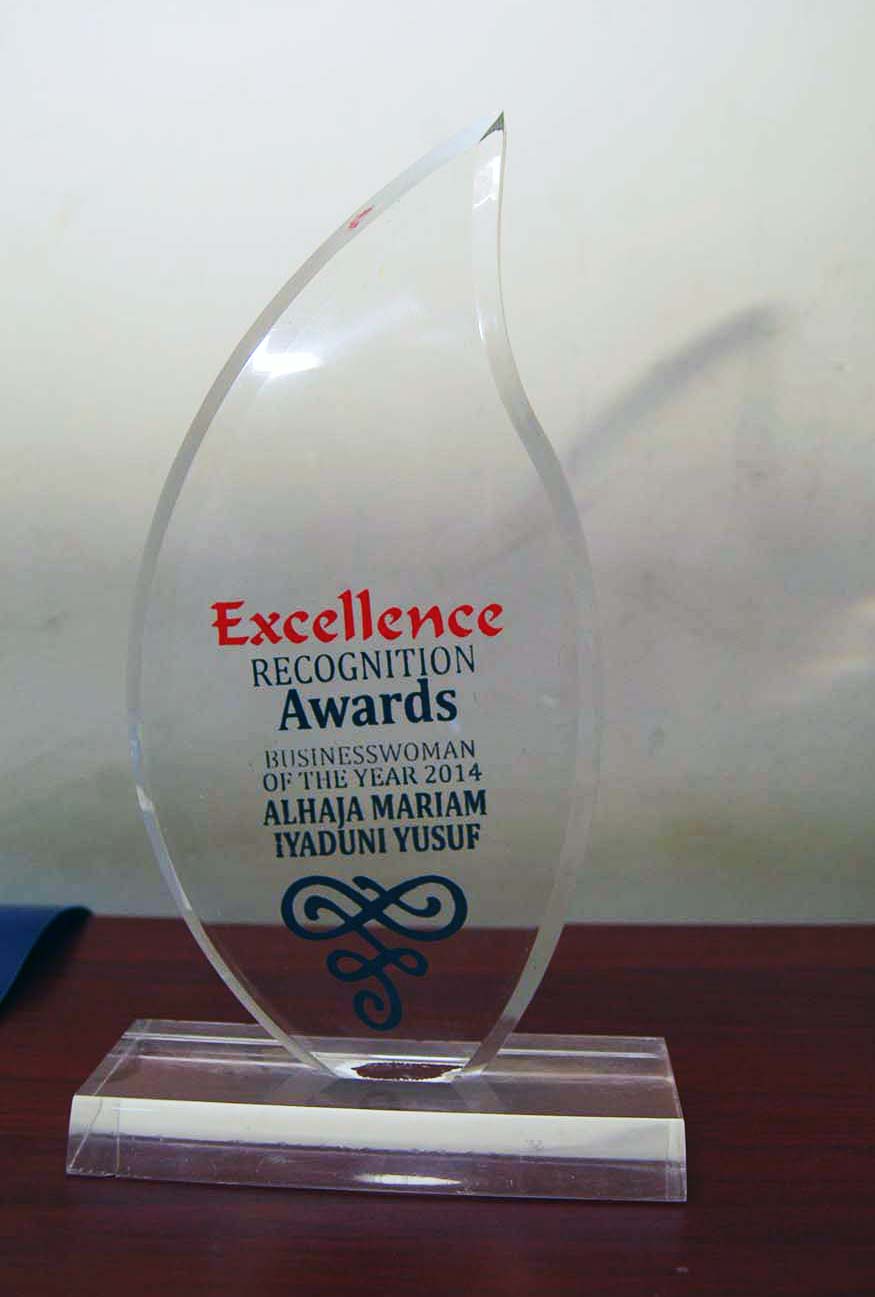 Excellence
RECOGNITION
Awards
BUSINESSWOMAN
OF THE YEAR 2014
ALHAJA MARIAM
IYADUNI YUSUF